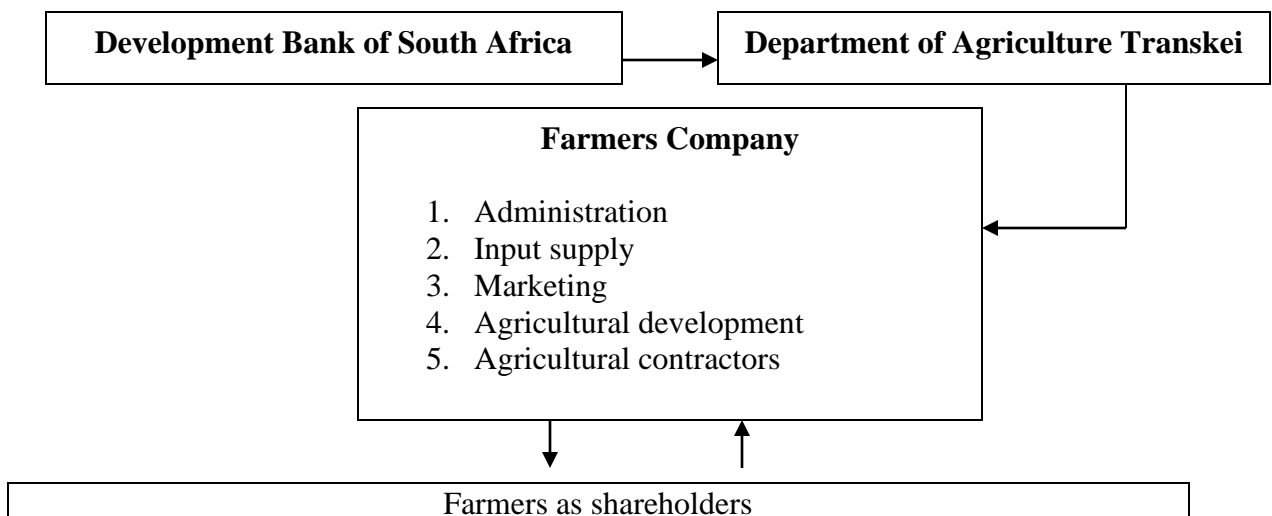 Development Bank of South Africa
Department of Agriculture Transkei
Farmers Company
1. Administration
2. Input supply
3. Marketing
4. Agricultural development
5. Agricultural contractors
Farmers as shareholders